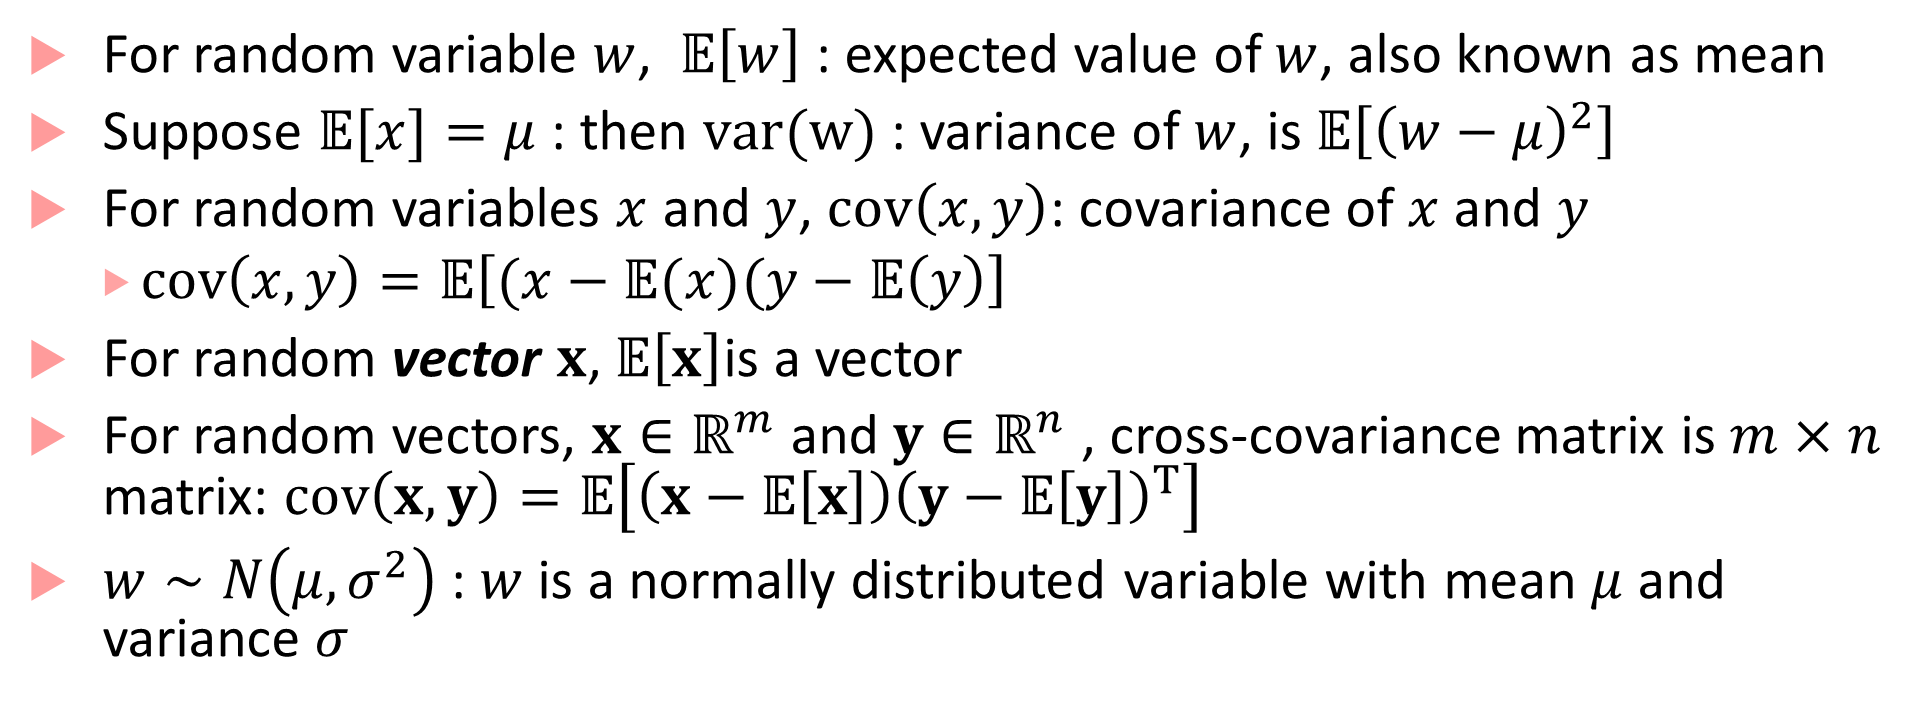 For random variable w, 𝔼[w] : expected value of w, also known as mean
Suppose 𝔼[x] = μ : then var(w) : variance of w, is 𝔼[(w − μ)²]
For random variables x and y, cov(x, y): covariance of x and y
cov(x, y) = 𝔼[(x − 𝔼(x)(y − 𝔼(y)]
For random vector 𝐱, 𝔼[𝐱]is a vector
For random vectors, 𝐱 ∈ ℝᵐ and 𝐲 ∈ ℝⁿ , cross-covariance matrix is m × n
matrix: cov(𝐱, 𝐲) = 𝔼[(𝐱 − 𝔼[𝐱])(𝐲 − 𝔼[𝐲])ᵀ]
w ~ N(μ, σ²) : w is a normally distributed variable with mean μ and
variance σ